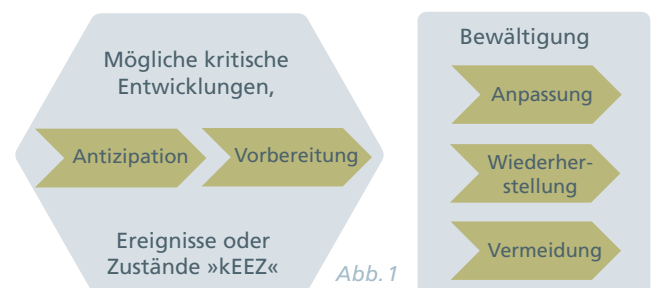 Mögliche kritische
Entwicklungen,
Antizipation
Vorbereitung
Ereignisse oder
Zustände »kEEZ«
Abb. 1
Bewältigung
Anpassung
Wiederher-
stellung
Vermeidung